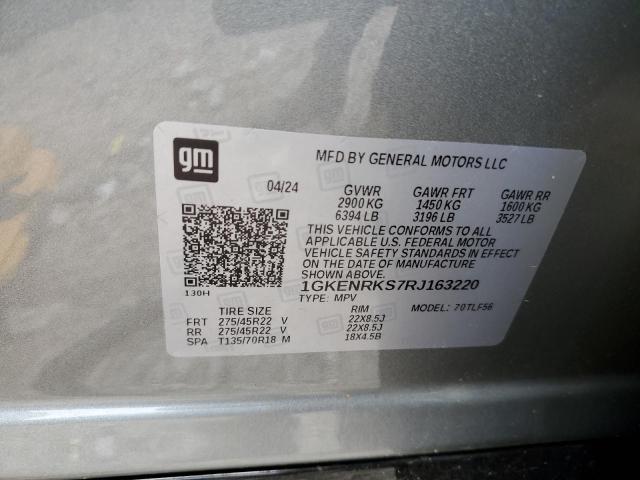 gm
MFD BY GENERAL MOTORS LLC
04/24 GVWR GAWR FRT GAWR RR
2900 KG 1450 KG 1600 KG
6394 LB 3196 LB 3527 LB
THIS VEHICLE CONFORMS TO ALL
APPLICABLE U.S. FEDERAL MOTOR
VEHICLE SAFETY STANDARDS IN EFFECT
ON THE DATE OF MANUFACTURE
SHOWN ABOVE.
130H 1GKENRKS7RJ163220
TYPE: MPV MODEL: 70TLF56
TIRE SIZE RIM
FRT 275/45R22 V 22X8.5J
RR 275/45R22 V 22X8.5J
SPA T135/70R18 M 18X4.5B